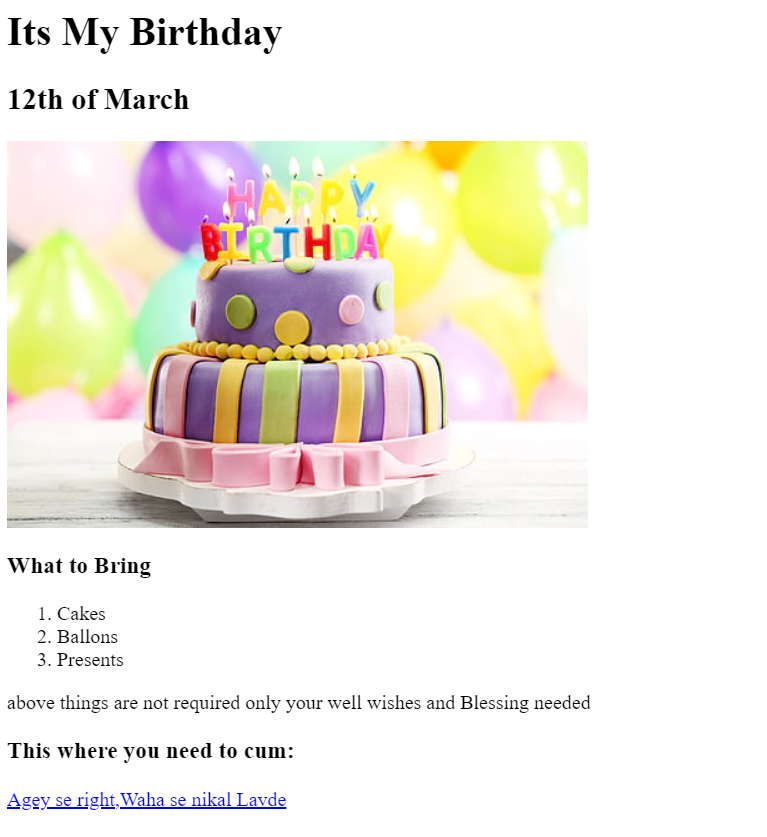 Its My Birthday
12th of March
HAPPY
BIRTHDAY
What to Bring
1. Cakes
2. Ballons
3. Presents
above things are not required only your well wishes and Blessing needed
This where you need to cum:
Agey se right,Waha se nikal Lavde